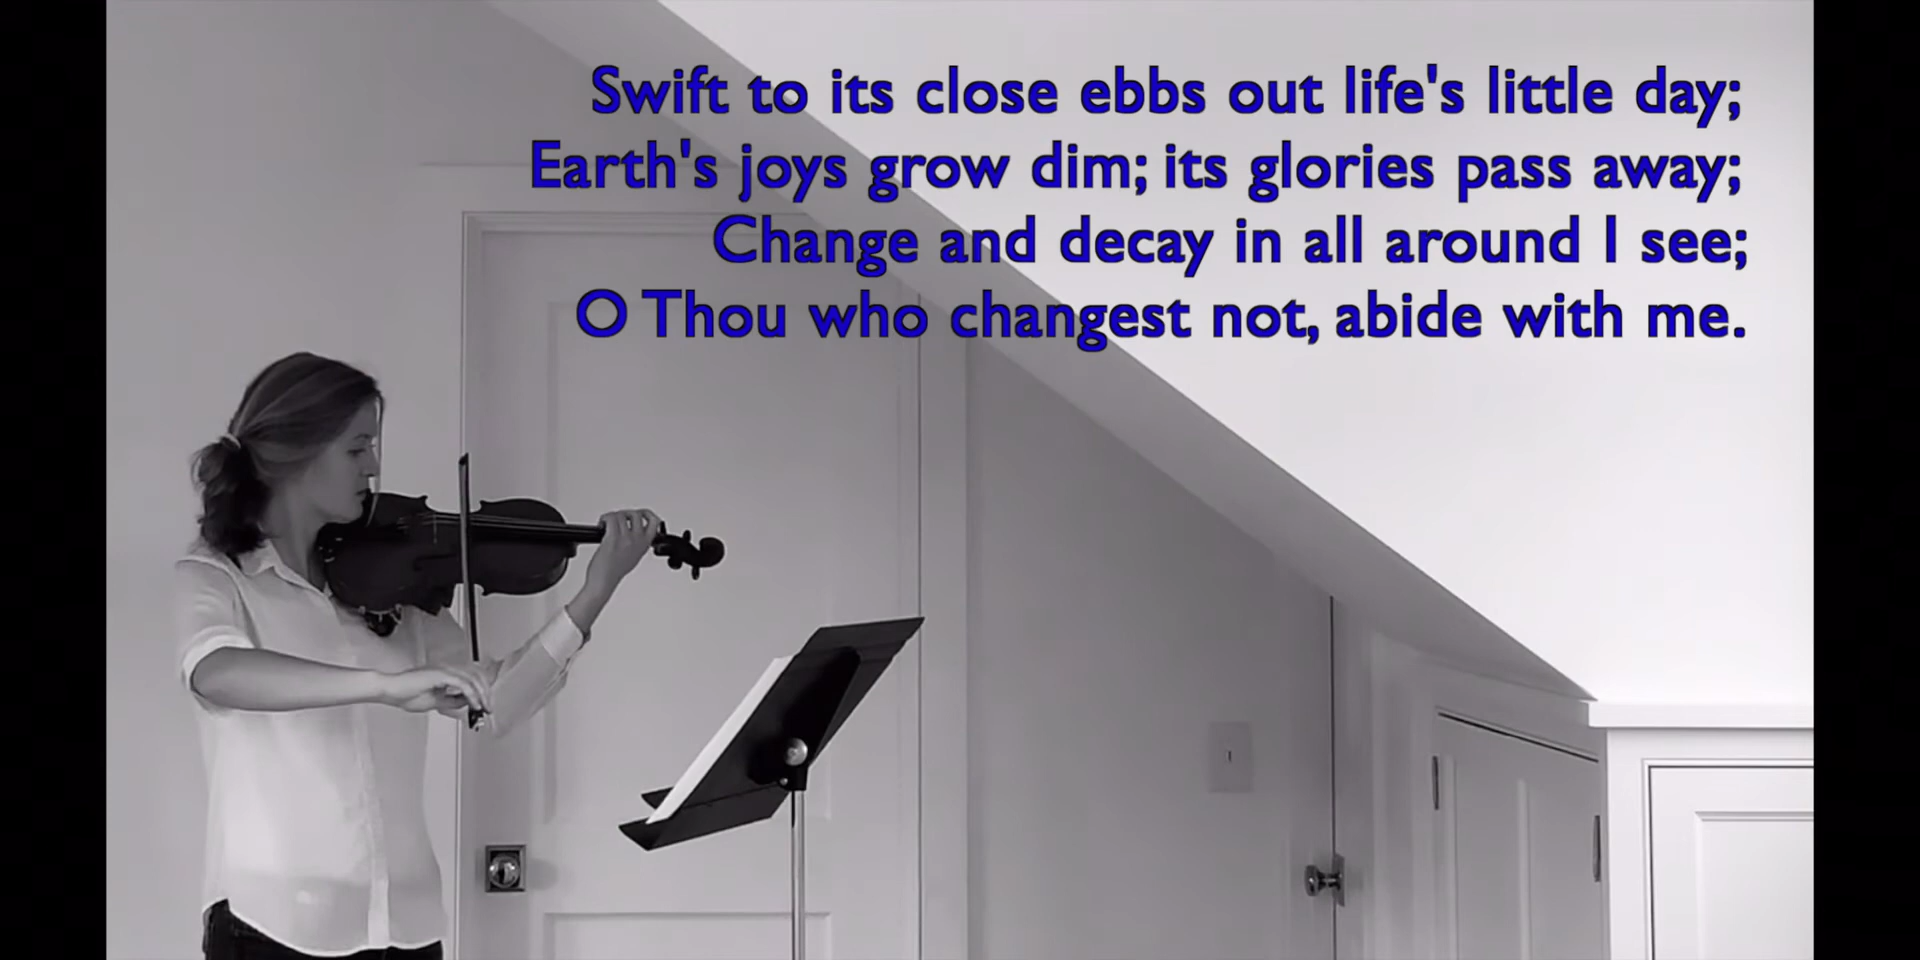 Swift to its close ebbs out life's little day;
Earth's joys grow dim; its glories pass away;
Change and decay in all around I see;
O Thou who changest not, abide with me.